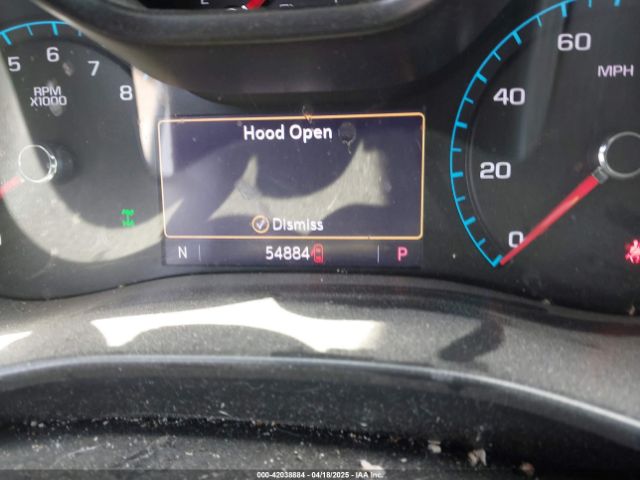 5 6 7 8
RPM
X1000
Hood Open
Dismiss
N 54884 P
60
MPH
40
20
0
000-42038884 - 04/18/2025 - IAA Inc.